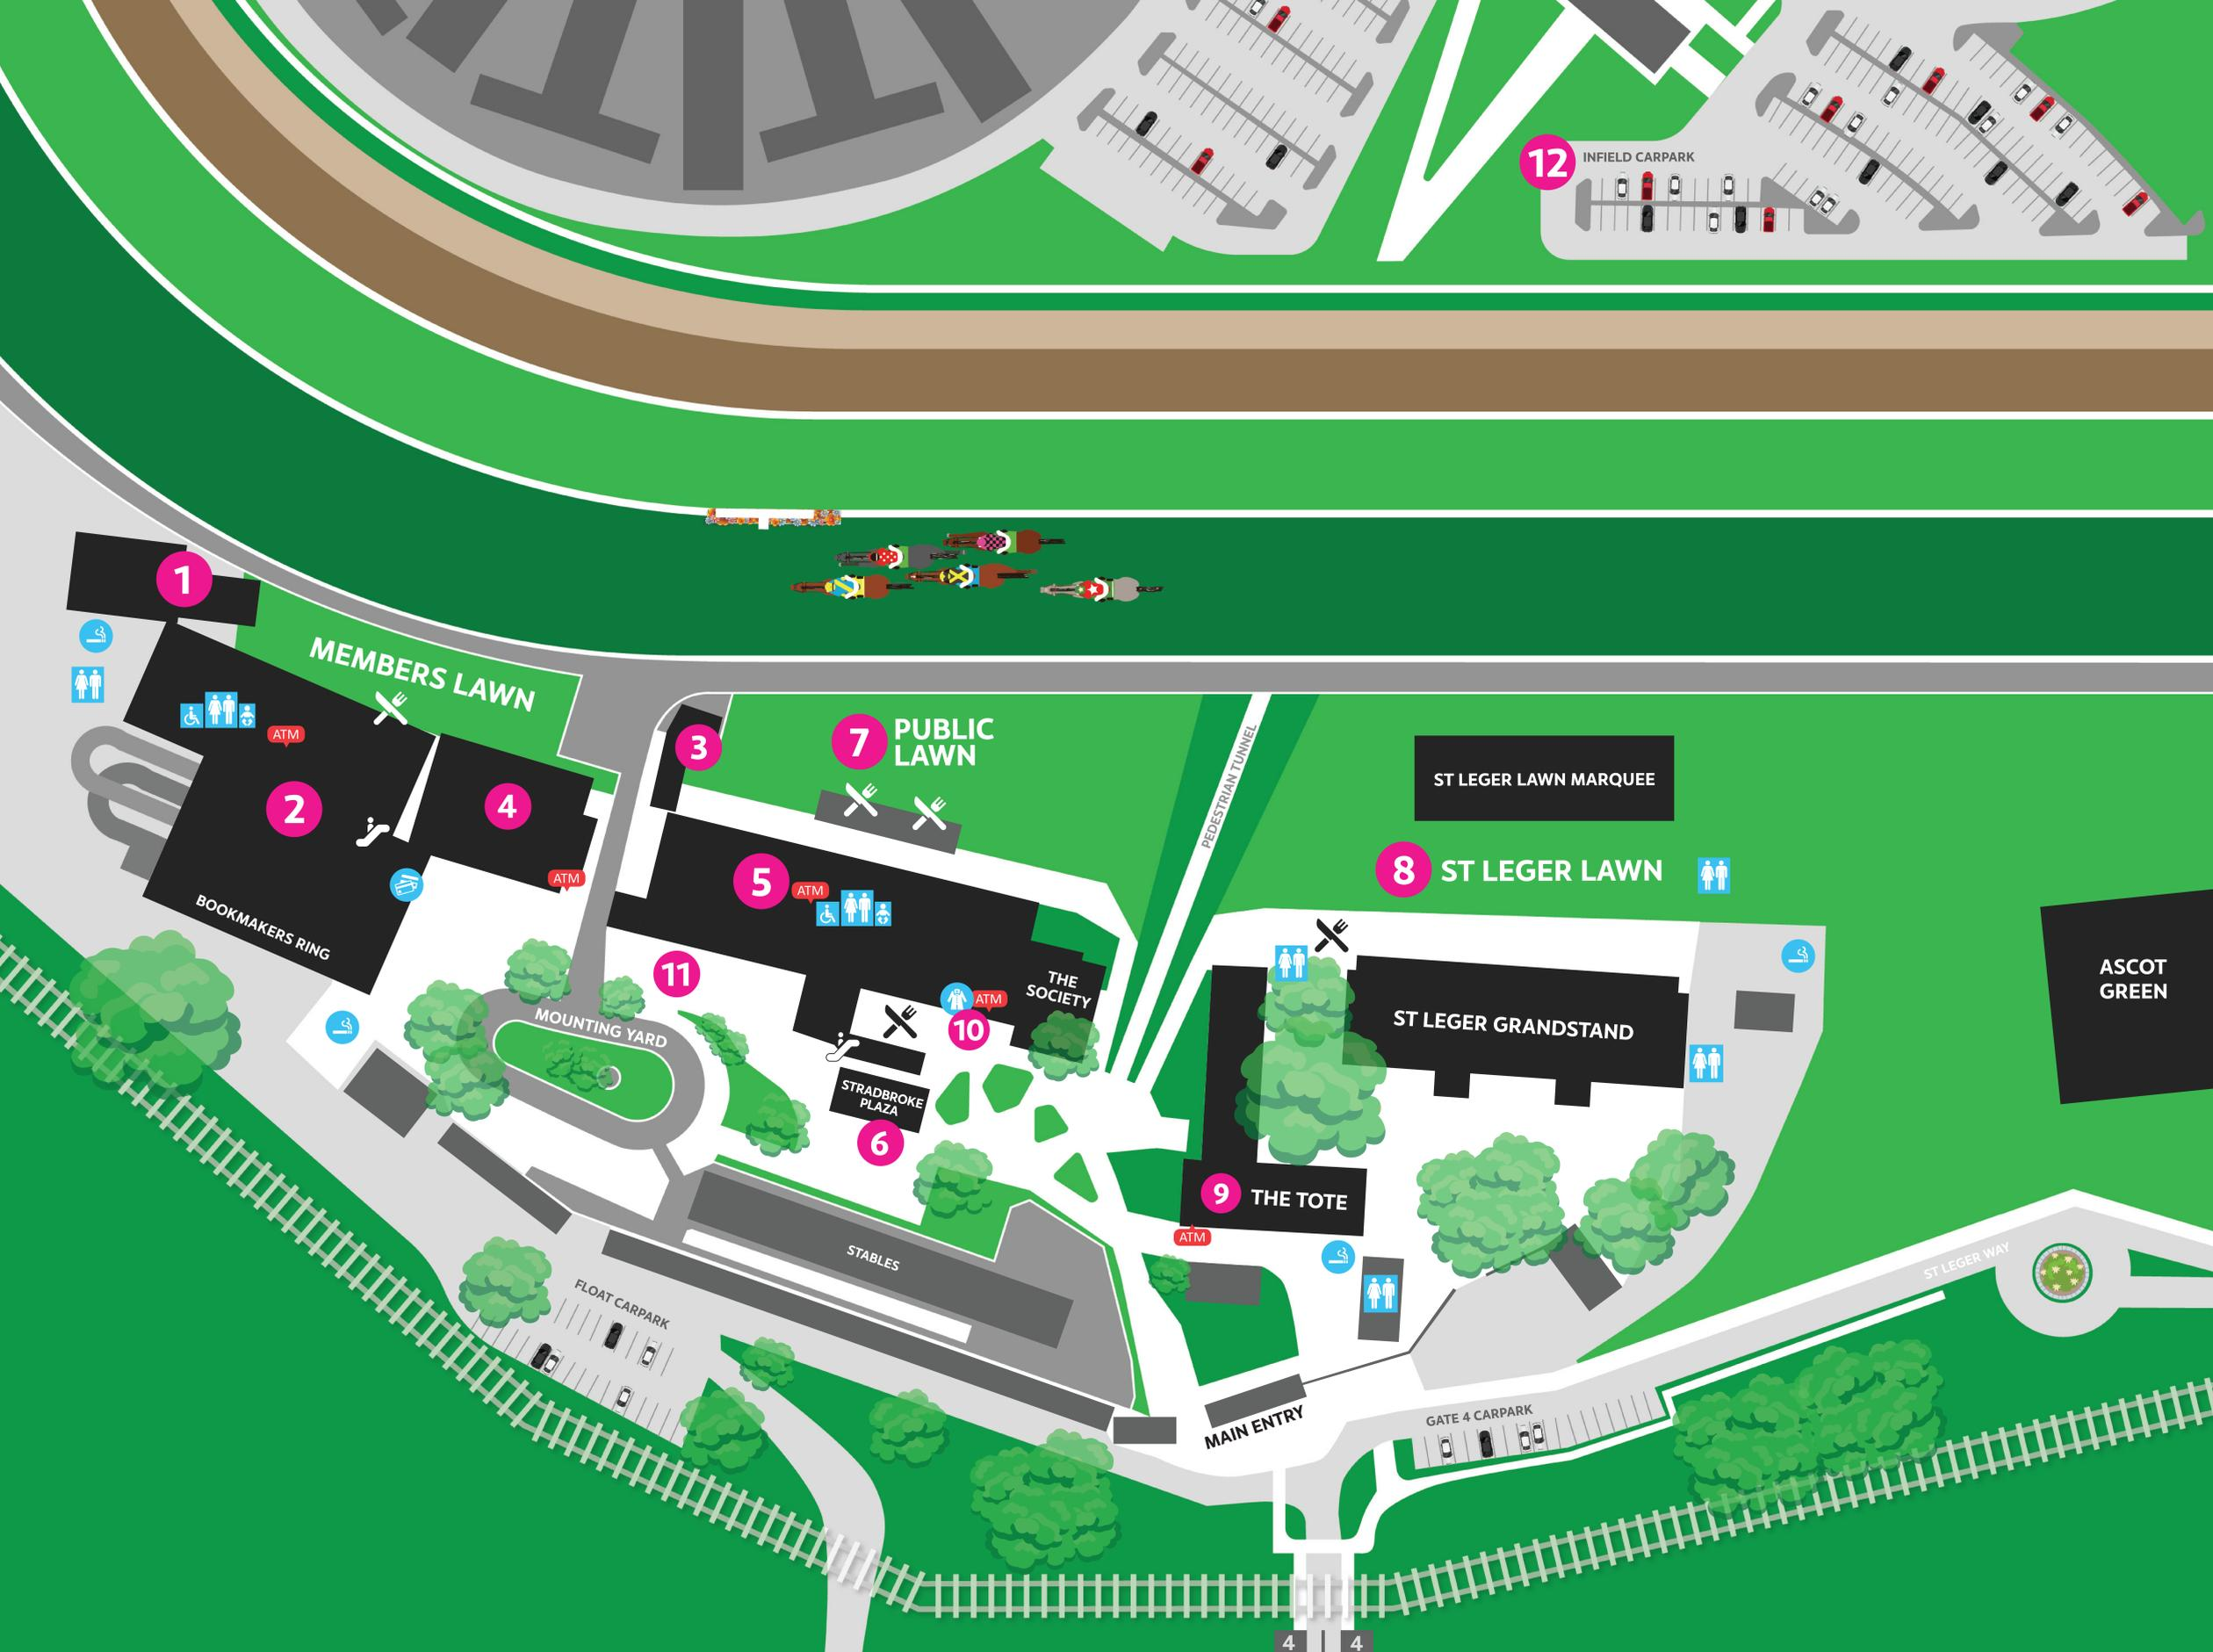 12 INFIELD CARPARK
1
MEMBERS LAWN
ATM
2
4
ATM
BOOKMAKERS RING
3
7 PUBLIC
LAWN
PEDESTRIAN TUNNEL
5
ATM
11
MOUNTING YARD
THE
SOCIETY
ATM
10
STRADBROKE
PLAZA
6
ST LEGER LAWN MARQUEE
8 ST LEGER LAWN
ST LEGER GRANDSTAND
ASCOT
GREEN
9 THE TOTE
ATM
STABLES
FLOAT CARPARK
ST LEGER WAY
MAIN ENTRY
GATE 4 CARPARK
4
4